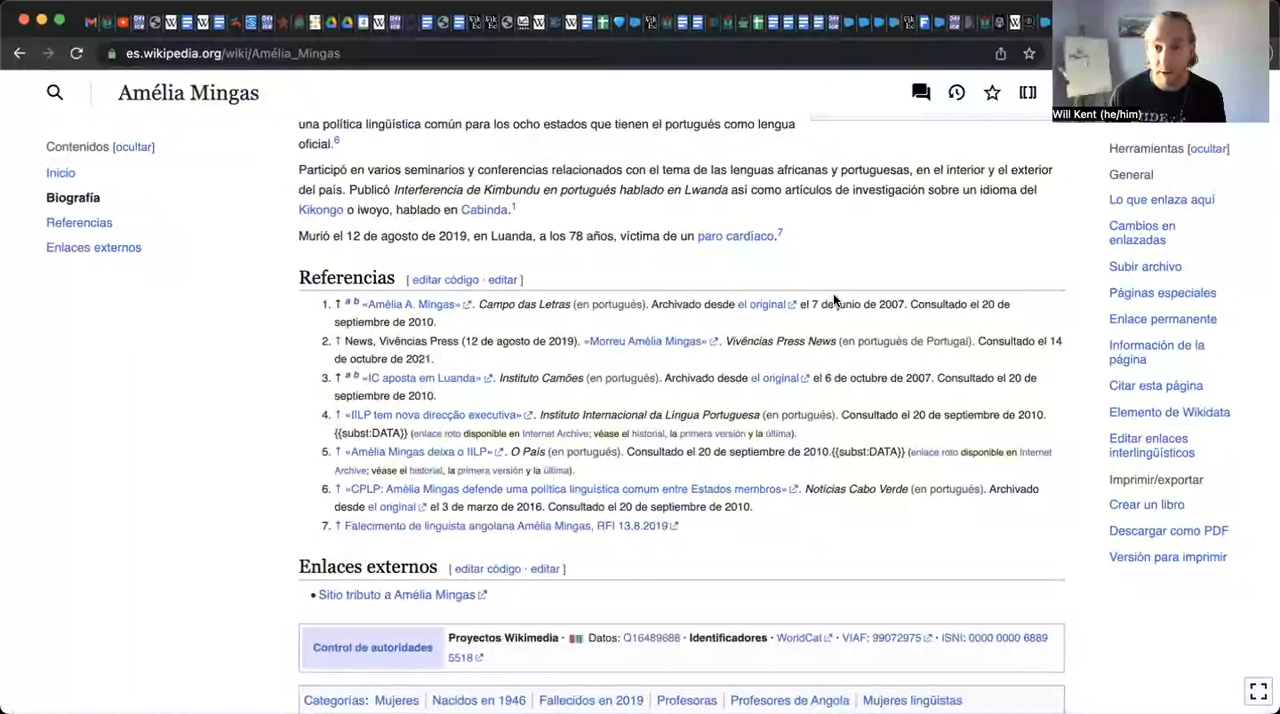 es.wikipedia.org/wiki/Amélia_Mingas
Amélia Mingas
Will Kent (he/him)
Contenidos [ocultar]
Inicio
Biografía
Referencias
Enlaces externos
una política lingüística común para los ocho estados que tienen el portugués como lengua
oficial.6
Participó en varios seminarios y conferencias relacionados con el tema de las lenguas africanas y portuguesas, en el interior y el exterior
del país. Publicó Interferencia de Kimbundu en portugués hablado en Lwanda así como artículos de investigación sobre un idioma del
Kikongo o iwoyo, hablado en Cabinda.1
Murió el 12 de agosto de 2019, en Luanda, a los 78 años, víctima de un paro cardíaco.7
Referencias [ editar código · editar ]
1. ↑ a b «Amélia A. Mingas». Campo das Letras (en portugués). Archivado desde el original el 7 de junio de 2007. Consultado el 20 de
septiembre de 2010.
2. ↑ News, Vivências Press (12 de agosto de 2019). «Morreu Amélia Mingas». Vivências Press News (en portugués de Portugal). Consultado el 14
de octubre de 2021.
3. ↑ a b «IC aposta em Luanda». Instituto Camões (en portugués). Archivado desde el original el 6 de octubre de 2007. Consultado el 20 de
septiembre de 2010.
4. ↑ «IILP tem nova direcção executiva». Instituto Internacional da Língua Portuguesa (en portugués). Consultado el 20 de septiembre de 2010.
{{subst:DATA}} (enlace roto disponible en Internet Archive; véase el historial, la primera versión y la última).
5. ↑ «Amélia Mingas deixa o IILP». O País (en portugués). Consultado el 20 de septiembre de 2010.{{subst:DATA}} (enlace roto disponible en Internet
Archive; véase el historial, la primera versión y la última).
6. ↑ «CPLP: Amélia Mingas defende uma política linguística comum entre Estados membros». Notícias Cabo Verde (en portugués). Archivado
desde el original el 3 de marzo de 2016. Consultado el 20 de septiembre de 2010.
7. ↑ Falecimento de linguista angolana Amélia Mingas, RFI 13.8.2019
Enlaces externos [ editar código · editar ]
• Sitio tributo a Amélia Mingas
Control de autoridades
Proyectos Wikimedia · Datos: Q16489688 · Identificadores · WorldCat · VIAF: 99072975 · ISNI: 0000 0000 6889
5518
Categorías: Mujeres | Nacidos en 1946 | Fallecidos en 2019 | Profesoras | Profesores de Angola | Mujeres lingüistas
Herramientas [ocultar]
General
Lo que enlaza aquí
Cambios en
enlazadas
Subir archivo
Páginas especiales
Enlace permanente
Información de la
página
Citar esta página
Elemento de Wikidata
Editar enlaces
interlingüísticos
Imprimir/exportar
Crear un libro
Descargar como PDF
Versión para imprimir